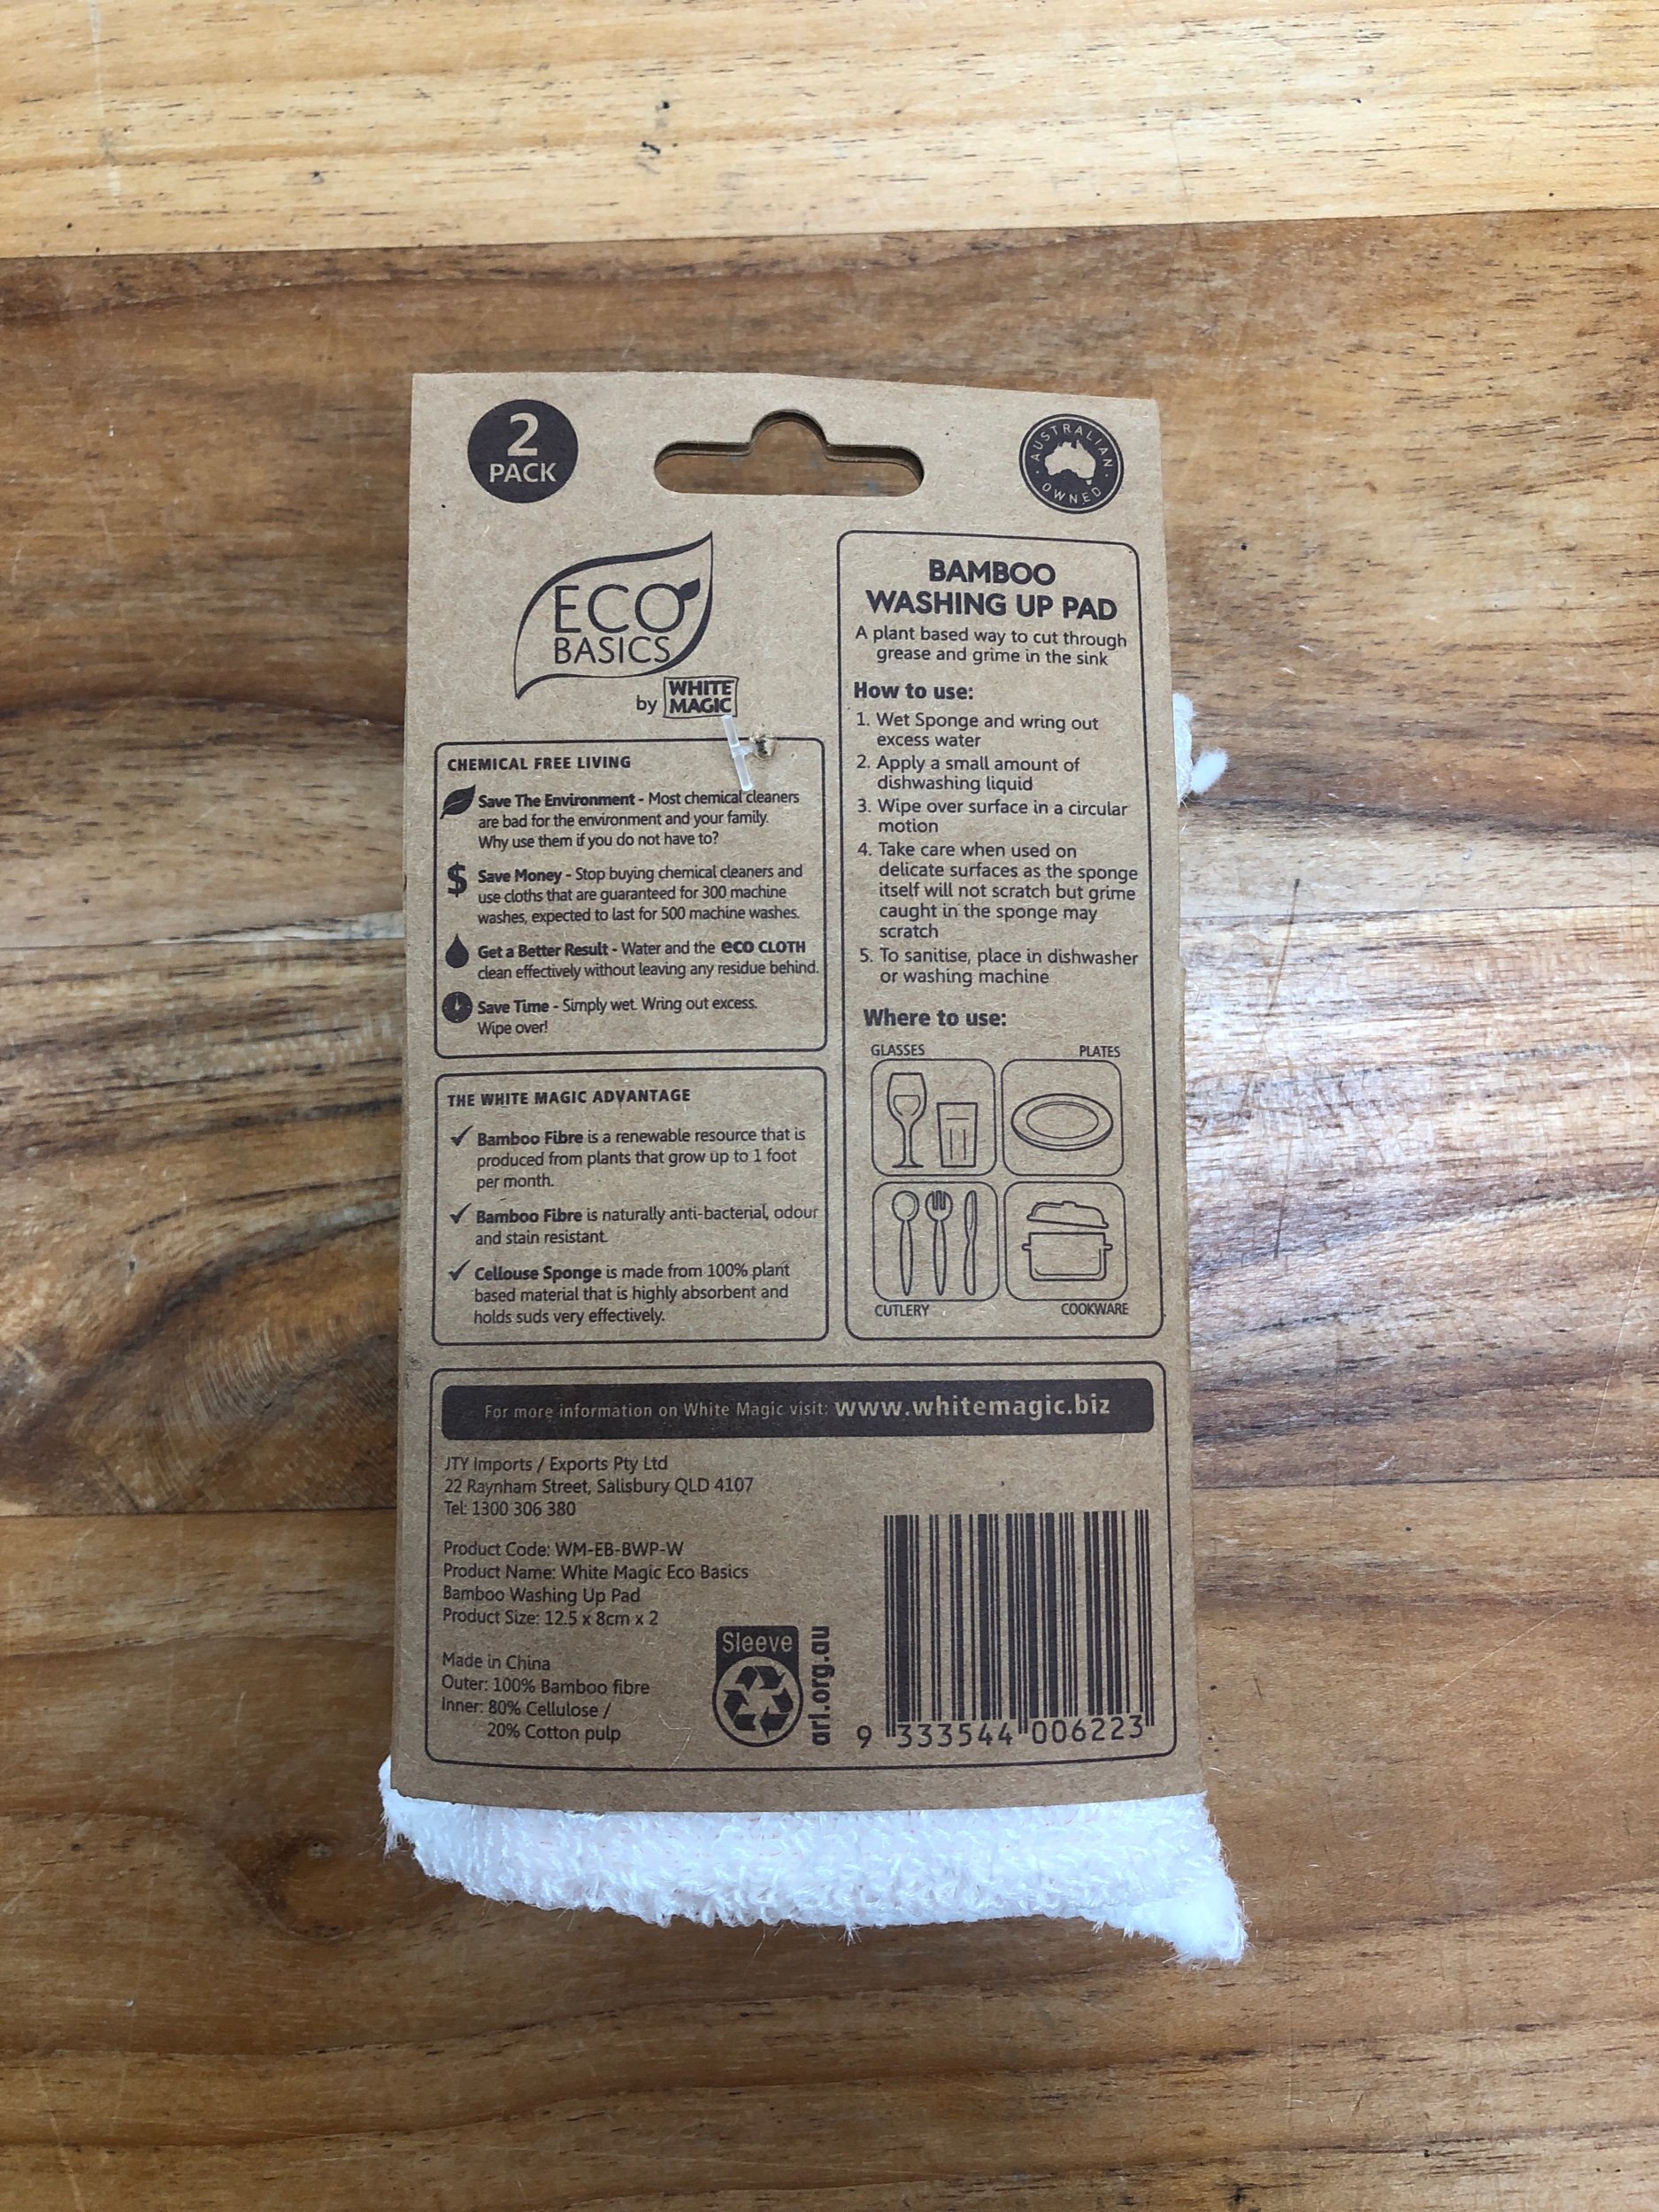 2
PACK
AUSTRALIAN
OWNED
ECO
BASICS
by WHITE
MAGIC
CHEMICAL FREE LIVING
Save The Environment - Most chemical cleaners
are bad for the environment and your family.
Why use them if you do not have to?
$ Save Money - Stop buying chemical cleaners and
use cloths that are guaranteed for 300 machine
washes, expected to last for 500 machine washes.
Get a Better Result - Water and the eco CLOTH
clean effectively without leaving any residue behind.
Save Time - Simply wet. Wring out excess.
Wipe over!
THE WHITE MAGIC ADVANTAGE
✓ Bamboo Fibre is a renewable resource that is
produced from plants that grow up to 1 foot
per month.
✓ Bamboo Fibre is naturally anti-bacterial, odour
and stain resistant.
✓ Cellouse Sponge is made from 100% plant
based material that is highly absorbent and
holds suds very effectively.
BAMBOO
WASHING UP PAD
A plant based way to cut through
grease and grime in the sink
How to use:
1. Wet Sponge and wring out
excess water
2. Apply a small amount of
dishwashing liquid
3. Wipe over surface in a circular
motion
4. Take care when used on
delicate surfaces as the sponge
itself will not scratch but grime
caught in the sponge may
scratch
5. To sanitise, place in dishwasher
or washing machine
Where to use:
GLASSES PLATES
CUTLERY COOKWARE
For more information on White Magic visit: www.whitemagic.biz
JTY Imports / Exports Pty Ltd
22 Raynham Street, Salisbury QLD 4107
Tel: 1300 306 380
Product Code: WM-EB-BWP-W
Product Name: White Magic Eco Basics
Bamboo Washing Up Pad
Product Size: 12.5 x 8cm x 2
Made in China
Outer: 100% Bamboo fibre
Inner: 80% Cellulose /
20% Cotton pulp
Sleeve
arl.org.au
9 333544 006223